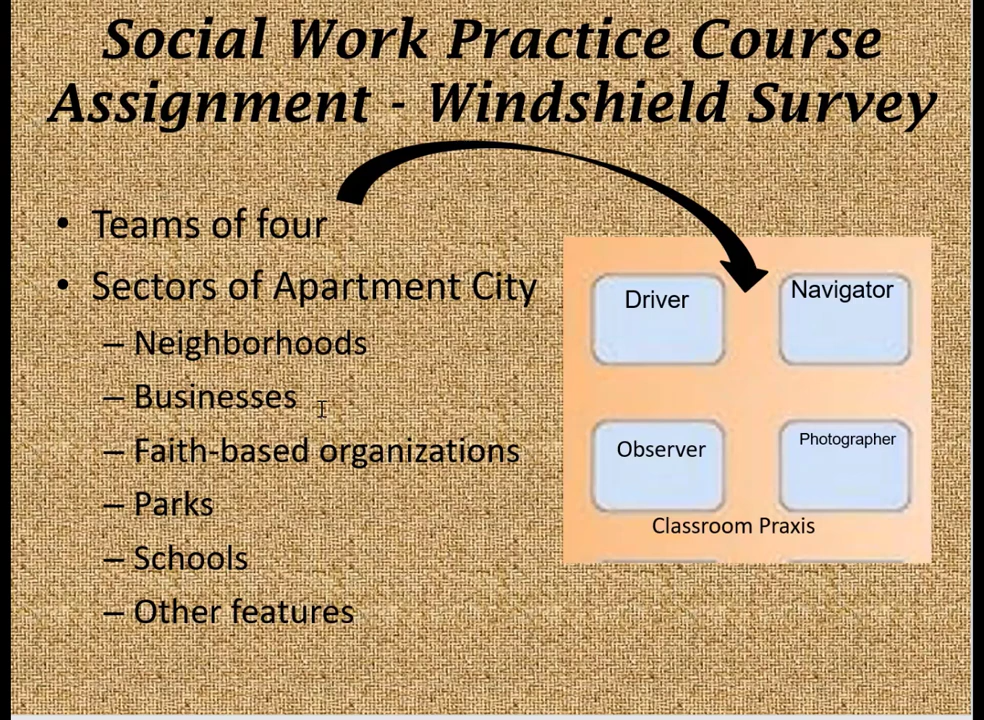 Social Work Practice Course
Assignment - Windshield Survey
• Teams of four
• Sectors of Apartment City
– Neighborhoods
– Businesses
– Faith-based organizations
– Parks
– Schools
– Other features
Driver
Navigator
Observer
Photographer
Classroom Praxis